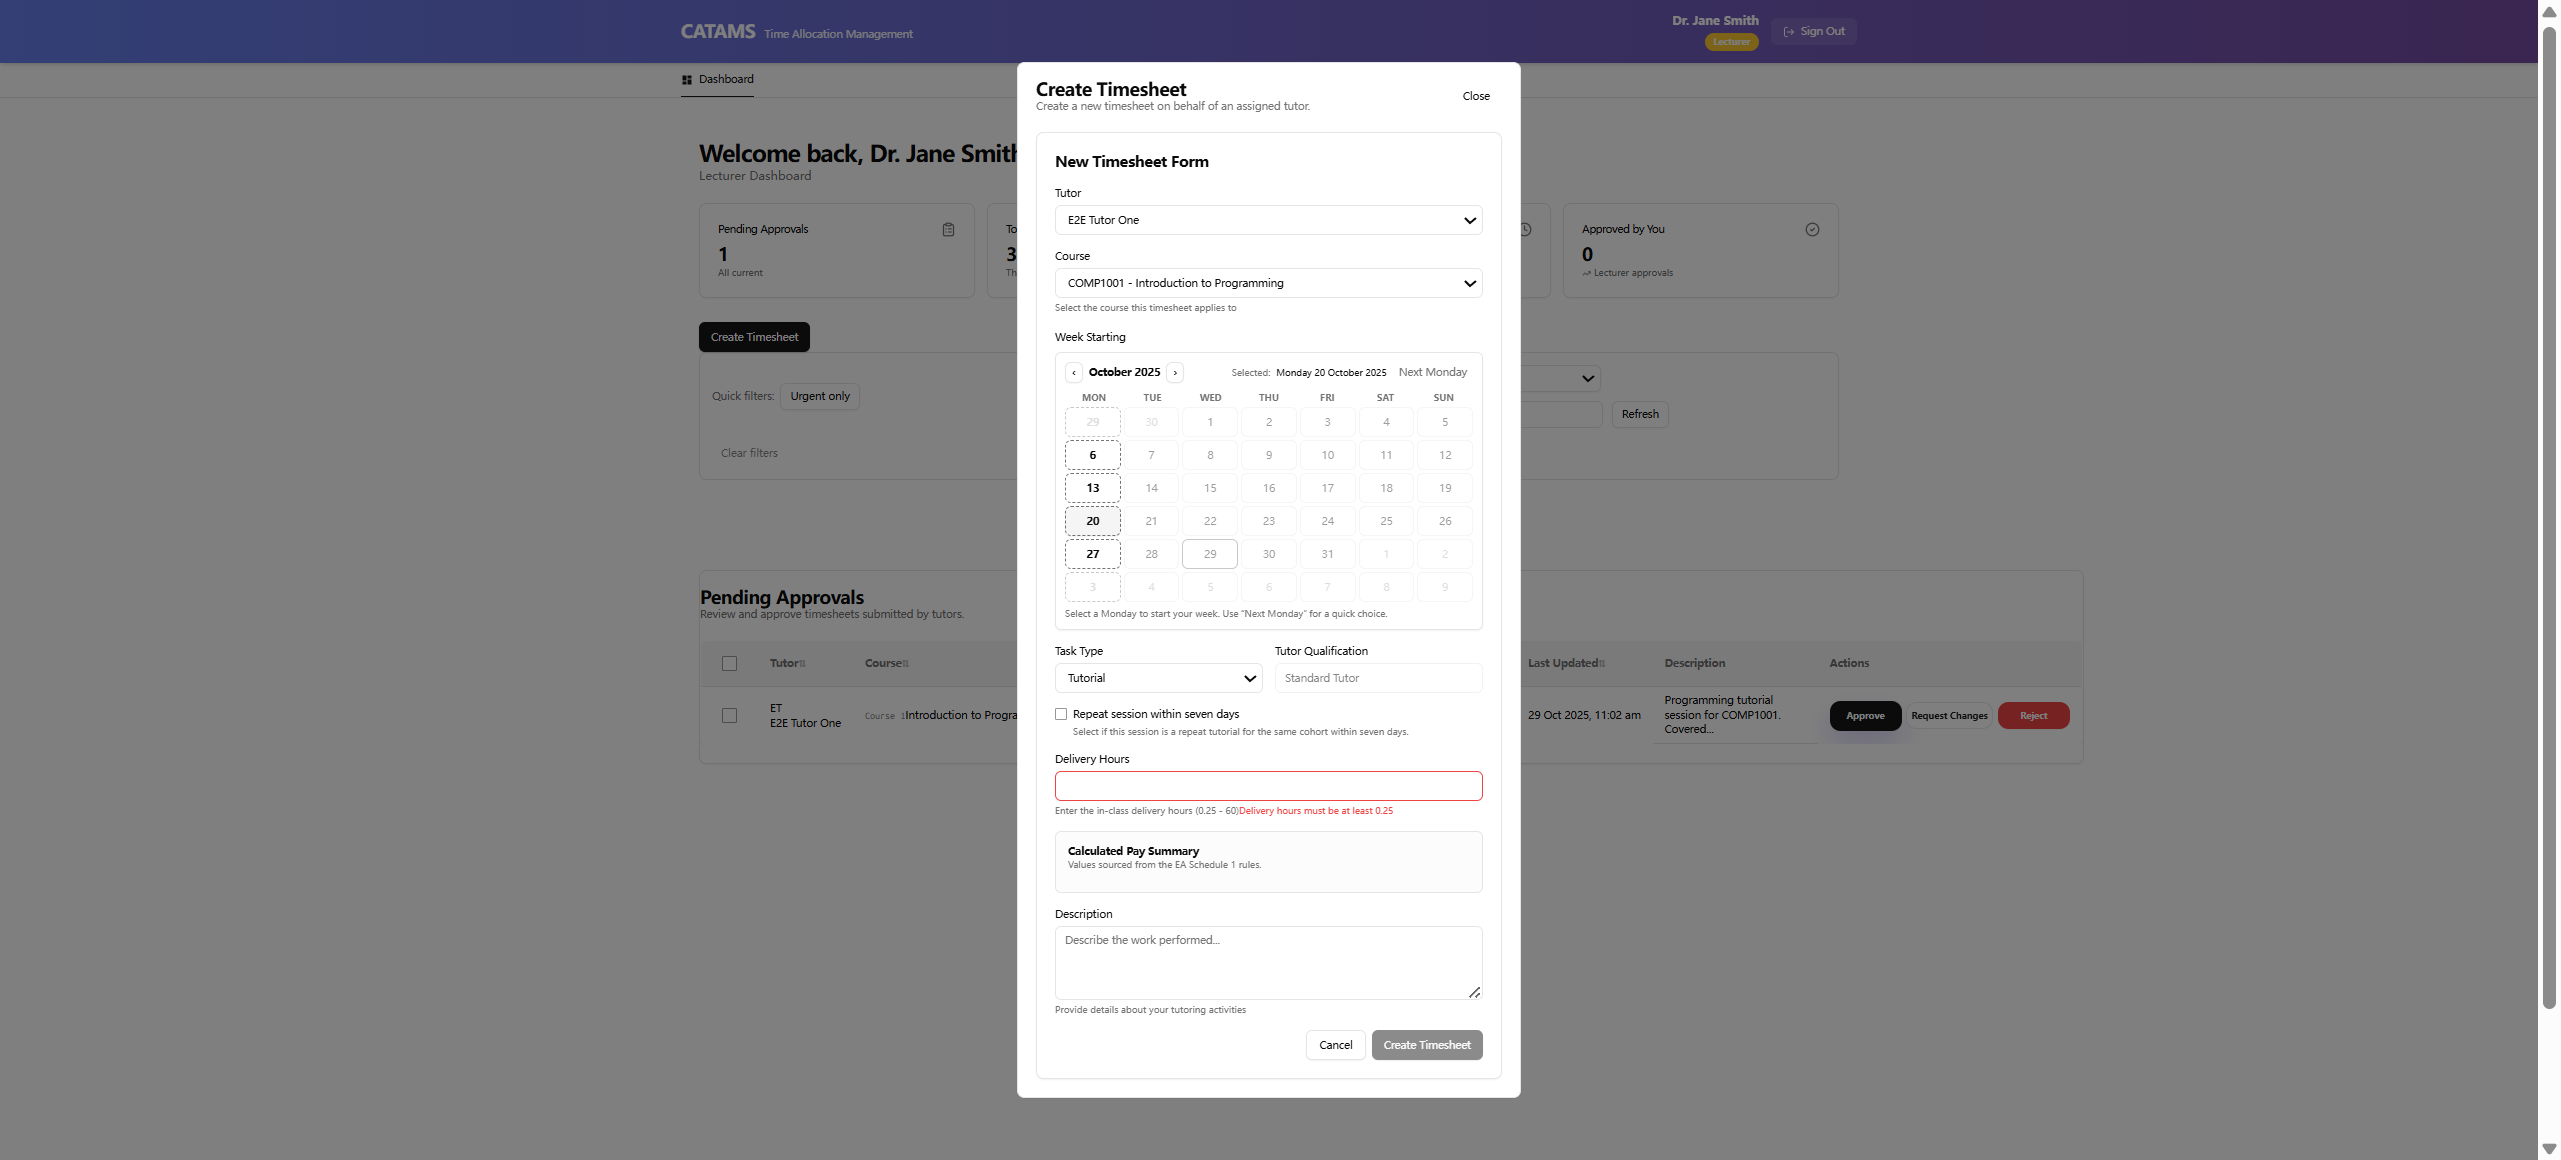 CATAMS Time Allocation Management
Dr. Jane Smith
Lecturer
Sign Out
Dashboard
Welcome back, Dr. Jane Smith
Lecturer Dashboard
Pending Approvals
1
All current
To
3
Th
Approved by You
0
Lecturer approvals
Create Timesheet
Quick filters: Urgent only
Refresh
Clear filters
Pending Approvals
Review and approve timesheets submitted by tutors.
Tutor Course Last Updated Description Actions
ET
E2E Tutor One
Course 1 Introduction to Progra
29 Oct 2025, 11:02 am
Programming tutorial
session for COMP1001.
Covered...
Approve Request Changes Reject
Create Timesheet
Create a new timesheet on behalf of an assigned tutor.
Close
New Timesheet Form
Tutor
E2E Tutor One
Course
COMP1001 - Introduction to Programming
Select the course this timesheet applies to
Week Starting
‹ October 2025 › Selected: Monday 20 October 2025 Next Monday
MON TUE WED THU FRI SAT SUN
29 30 1 2 3 4 5
6 7 8 9 10 11 12
13 14 15 16 17 18 19
20 21 22 23 24 25 26
27 28 29 30 31 1 2
3 4 5 6 7 8 9
Select a Monday to start your week. Use “Next Monday” for a quick choice.
Task Type Tutor Qualification
Tutorial Standard Tutor
Repeat session within seven days
Select if this session is a repeat tutorial for the same cohort within seven days.
Delivery Hours
Enter the in-class delivery hours (0.25 - 60)Delivery hours must be at least 0.25
Calculated Pay Summary
Values sourced from the EA Schedule 1 rules.
Description
Describe the work performed...
Provide details about your tutoring activities
Cancel Create Timesheet